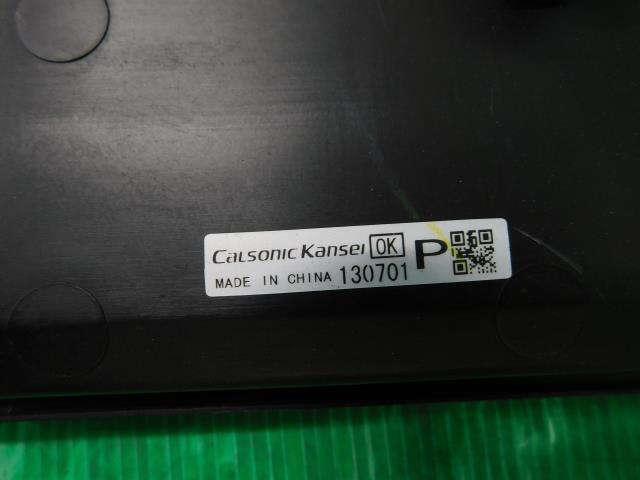 Calsonic Kansei OK P
MADE IN CHINA 130701